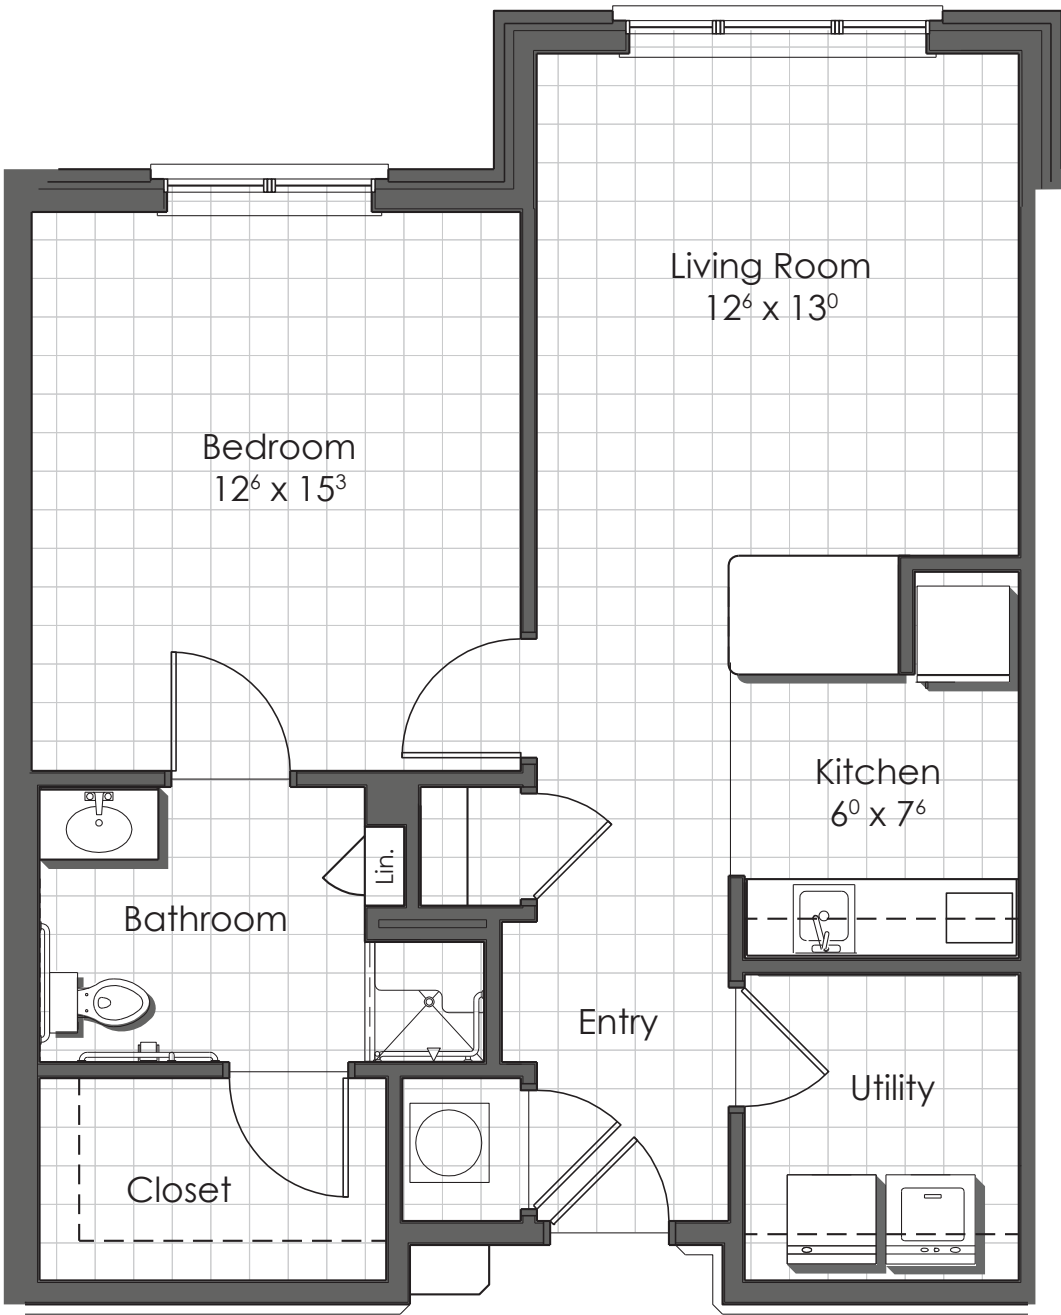 Living Room
12⁶ x 13⁰
Bedroom
12⁶ x 15³
Kitchen
6⁰ x 7⁶
Lin.
Bathroom
Entry
Utility
Closet